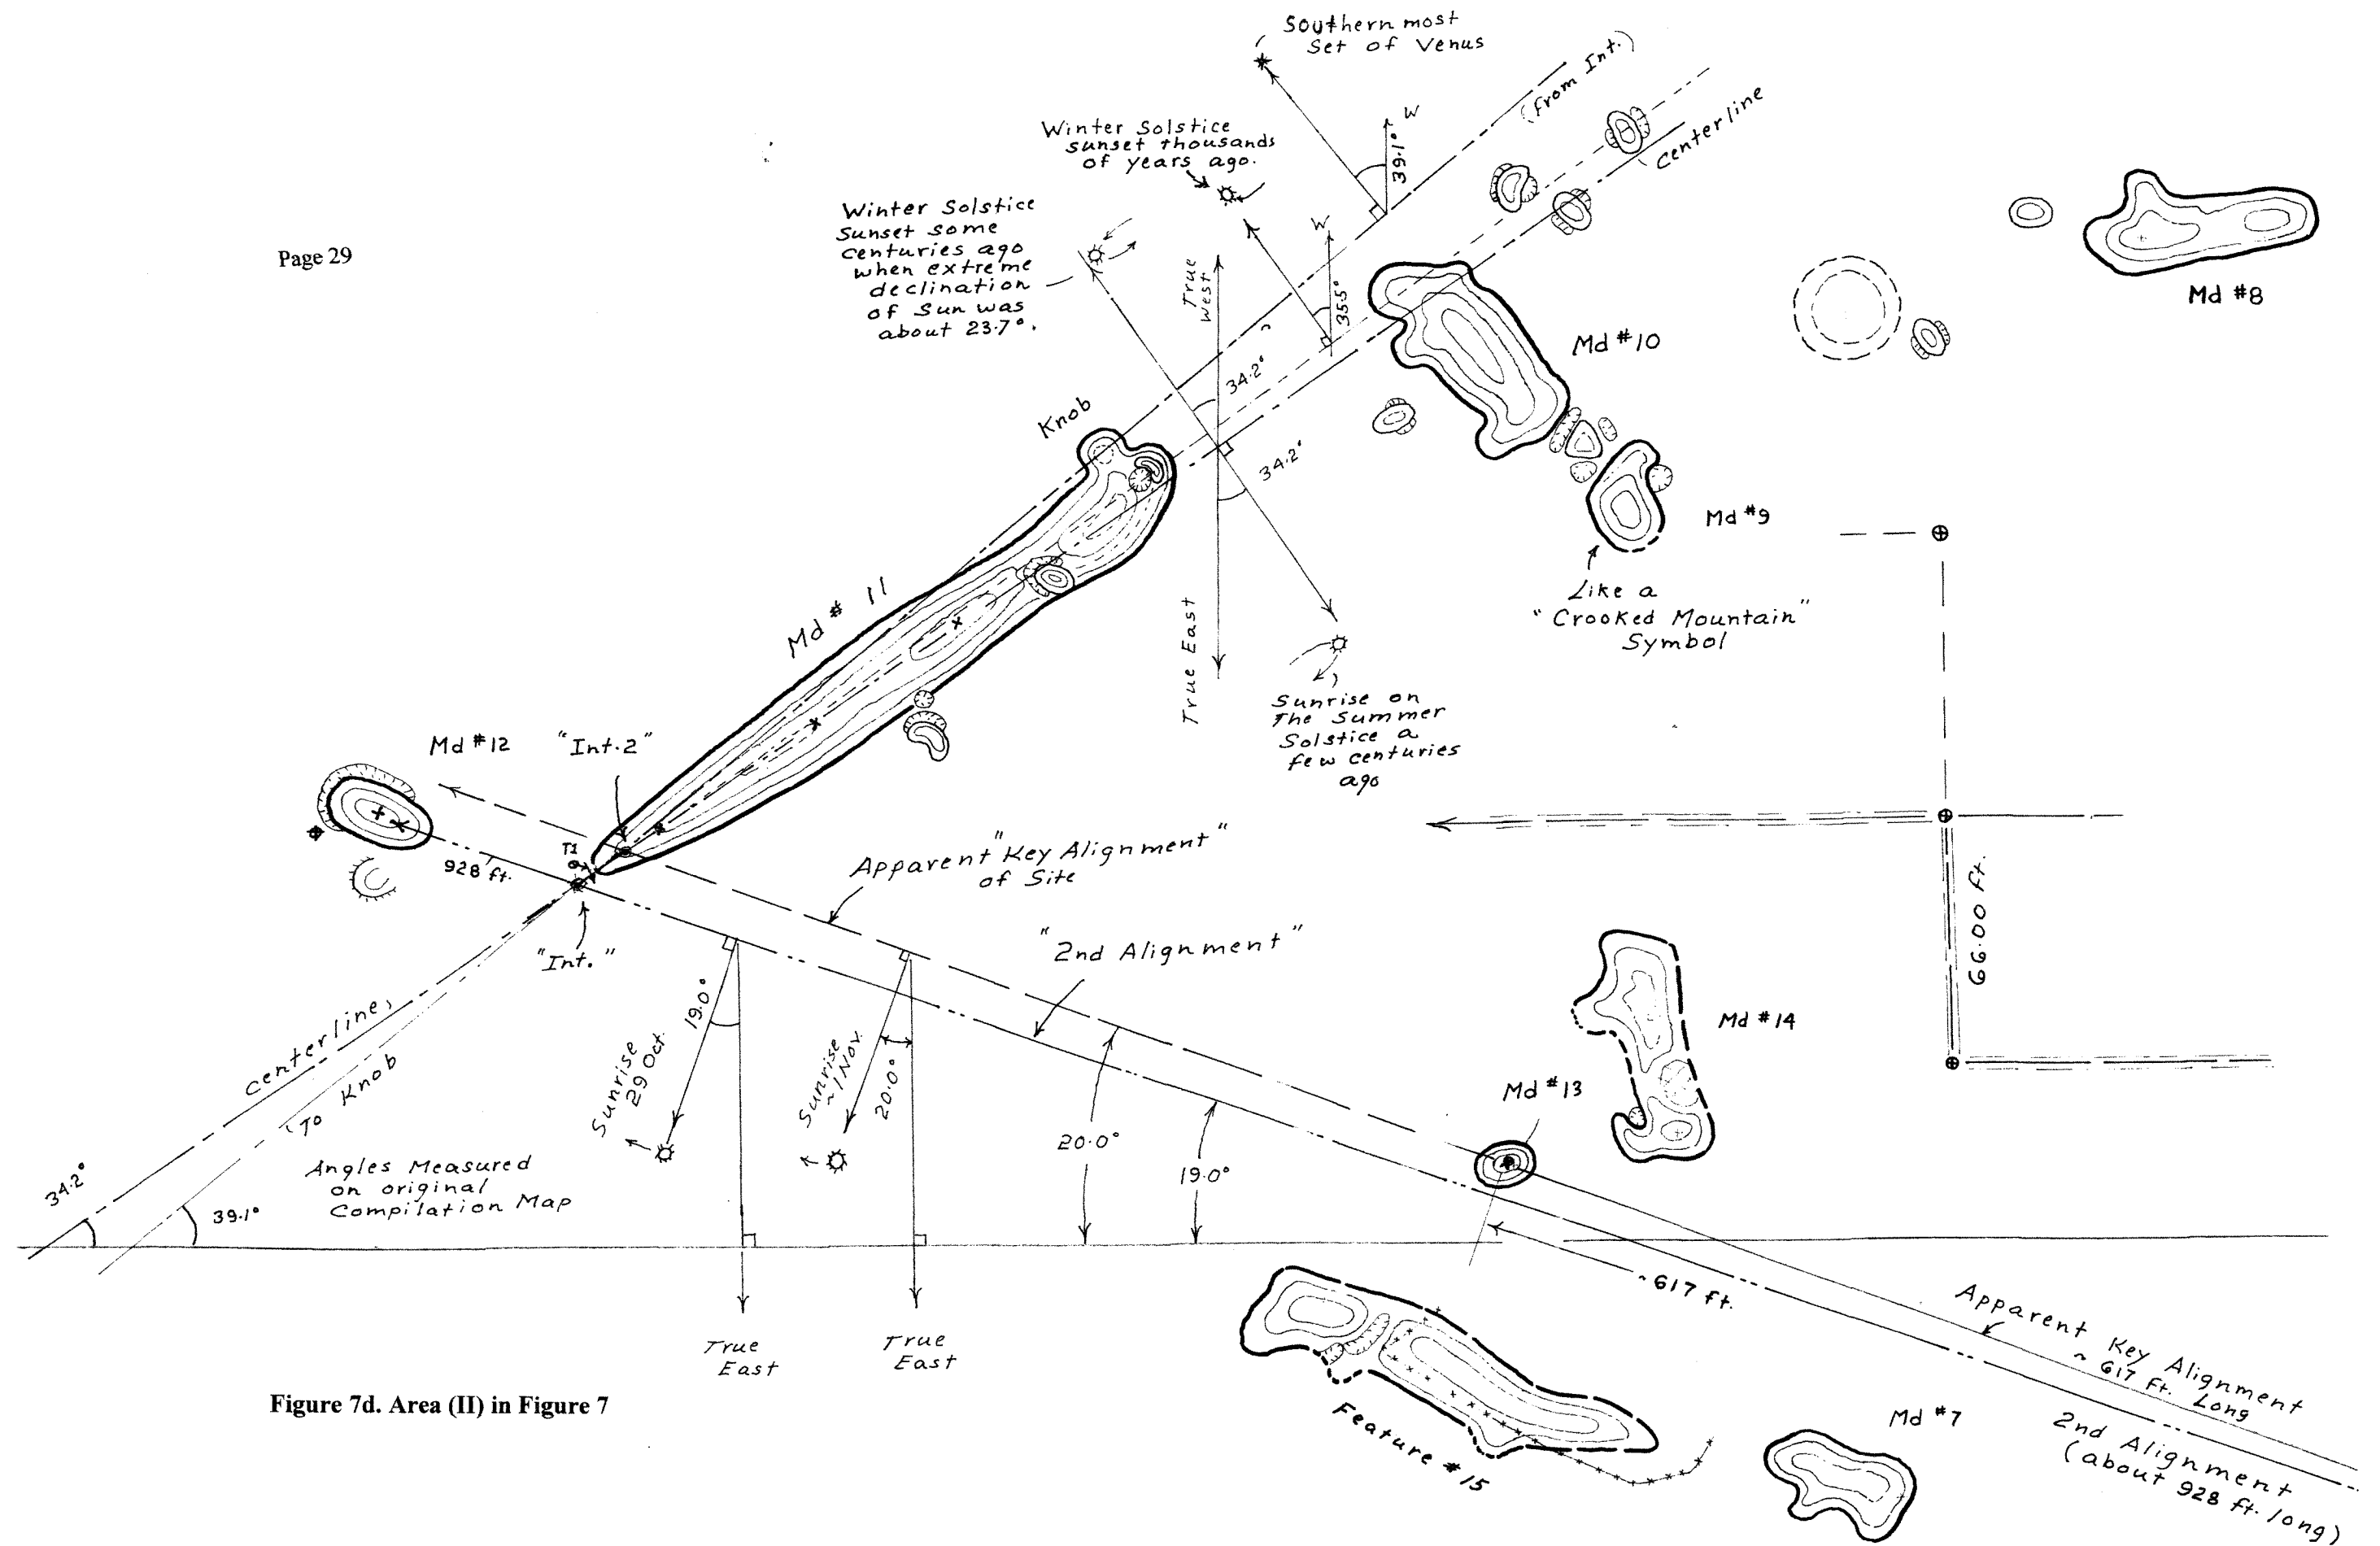 Southern most
Set of Venus
(from Int.)
Centerline
Winter Solstice
sunset thousands
of years ago.
W
39.1°
Page 29
Winter Solstice
Sunset some
centuries ago
when extreme
declination
of Sun was
about 23.7°.
True
West
W
35.5°
Md #8
Md #10
34.2°
Knob
34.2°
Md #9
Like a
"Crooked Mountain"
Symbol
Md # 11
True East
Sunrise on
The Summer
Solstice a
few centuries
ago
Md #12
"Int.2"
T1
928 ft.
Apparent "Key Alignment"
of Site
"Int."
"2nd Alignment"
66.00 ft.
Md #14
19.0°
Sunrise
29 Oct.
Sunrise
~1 Nov.
20.0°
Centerline,
(To Knob
Md #13
20.0°
19.0°
34.2°
39.1°
Angles Measured
on original
Compilation Map
~617 ft.
Apparent Key Alignment
~ 617 ft. Long
True
East
True
East
Feature #15
Md #7
2nd Alignment
(about 928 ft. long)
Figure 7d. Area (II) in Figure 7